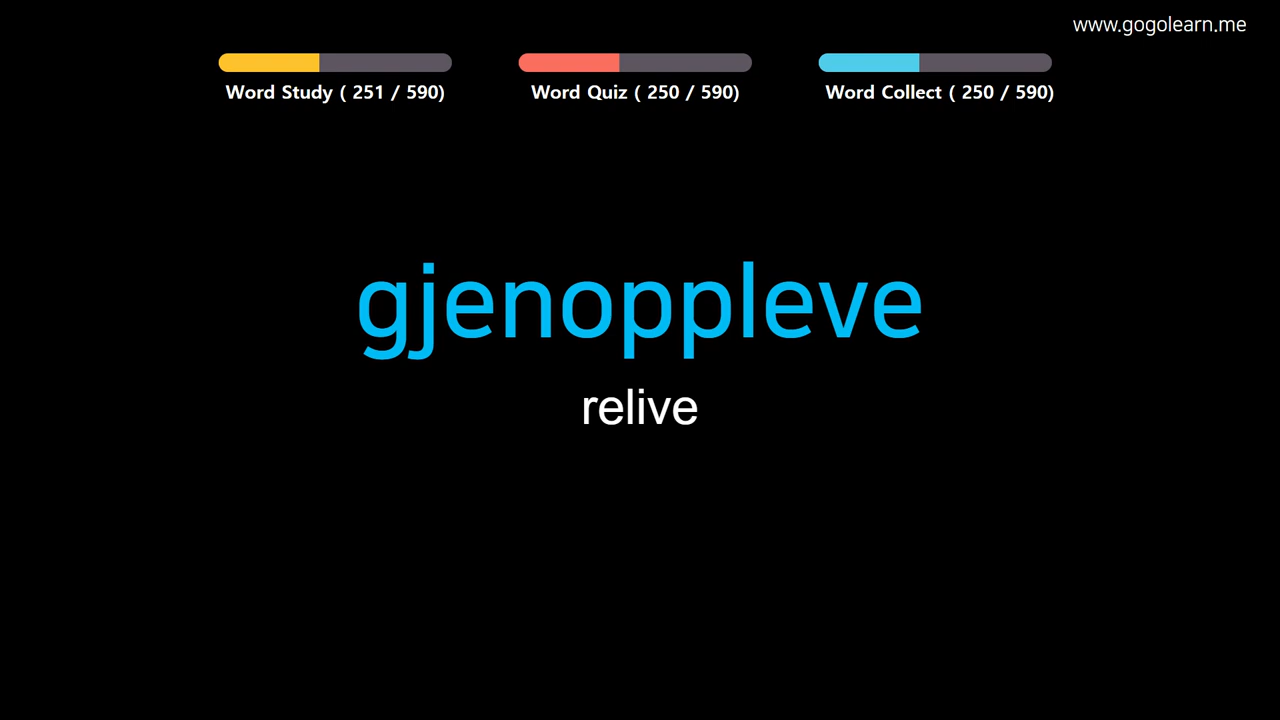 www.gogolearn.me
Word Study ( 251 / 590)
Word Quiz ( 250 / 590)
Word Collect ( 250 / 590)
gjenoppleve
relive